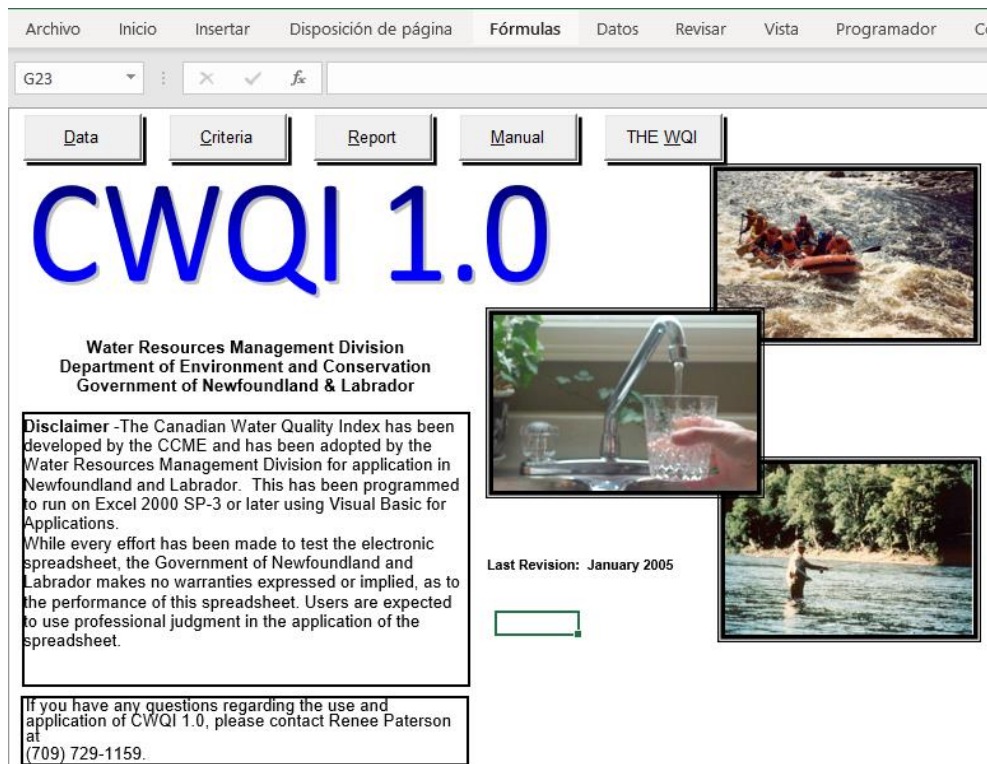 Archivo Inicio Insertar Disposición de página Fórmulas Datos Revisar Vista Programador
G23 fx
Data Criteria Report Manual THE WQI
CWQI 1.0
Water Resources Management Division
Department of Environment and Conservation
Government of Newfoundland & Labrador
Disclaimer -The Canadian Water Quality Index has been
developed by the CCME and has been adopted by the
Water Resources Management Division for application in
Newfoundland and Labrador. This has been programmed
to run on Excel 2000 SP-3 or later using Visual Basic for
Applications.
While every effort has been made to test the electronic
spreadsheet, the Government of Newfoundland and
Labrador makes no warranties expressed or implied, as to
the performance of this spreadsheet. Users are expected
to use professional judgment in the application of the
spreadsheet.
Last Revision: January 2005
If you have any questions regarding the use and
application of CWQI 1.0, please contact Renee Paterson
at
(709) 729-1159.